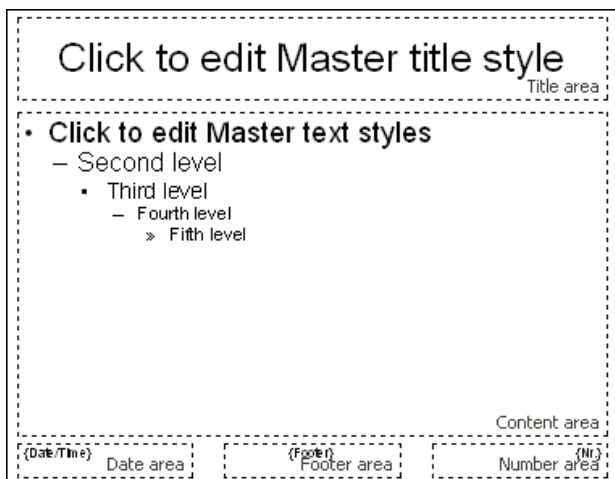 Click to edit Master title style
Title area
• Click to edit Master text styles
– Second level
• Third level
– Fourth level
» Fifth level
Content area
{Date/Time}
Date area
{Footer}
Footer area
{Nr.}
Number area